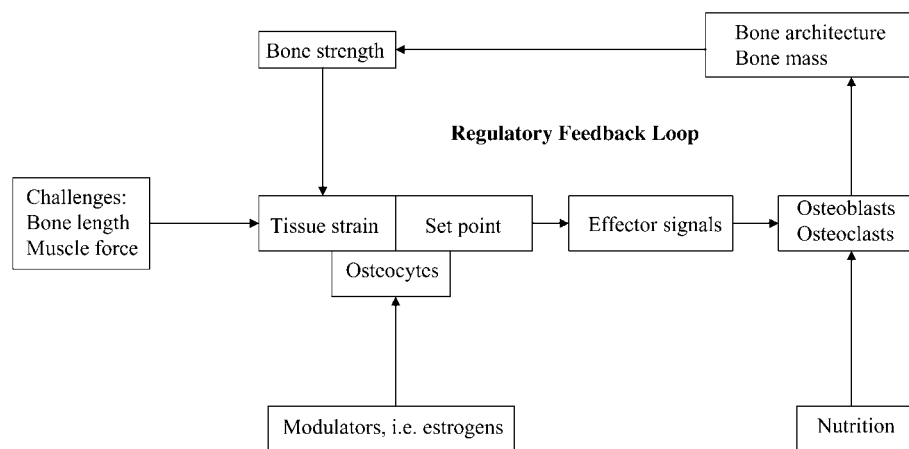 Bone strength
Bone architecture
Bone mass
Regulatory Feedback Loop
Challenges:
Bone length
Muscle force
Tissue strain
Set point
Effector signals
Osteoblasts
Osteoclasts
Osteocytes
Modulators, i.e. estrogens
Nutrition